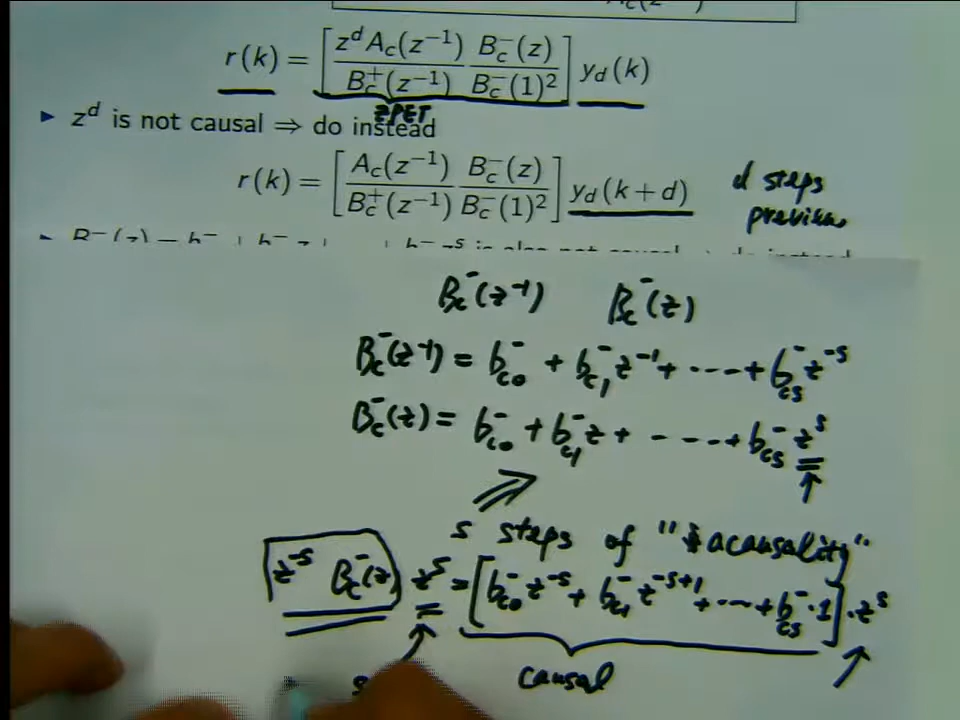 r(k) = [ z^d A_c(z^{-1}) / B_c^+(z^{-1}) B_c^-(z) / B_c^-(1)^2 ] y_d(k)
ZPET
▶ z^d is not causal ⇒ do instead
r(k) = [ A_c(z^{-1}) / B_c^+(z^{-1}) B_c^-(z) / B_c^-(1)^2 ] y_d(k + d) d steps
preview
B_c^-(z^{-1}) B_c^-(z)
B_c^-(z^{-1}) = b_{c0}^- + b_{c1}^- z^{-1} + ---- + b_{cs}^- z^{-s}
B_c^-(z) = b_{c0}^- + b_{c1}^- z + ---- + b_{cs}^- z^s
s steps of "acausality"
z^{-s} B_c^-(z) z^s = [ b_{c0}^- z^{-s} + b_{c1}^- z^{-s+1} + --- + b_{cs}^- · 1 ] · z^s
causal